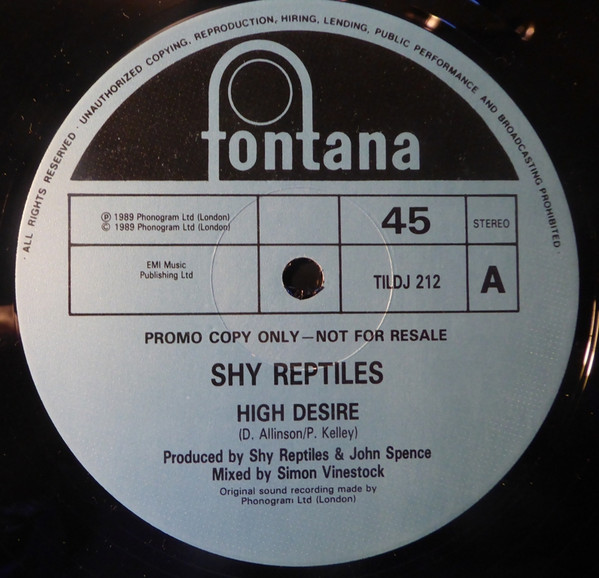 · ALL RIGHTS RESERVED · UNAUTHORIZED COPYING, REPRODUCTION, HIRING, LENDING, PUBLIC PERFORMANCE AND BROADCASTING PROHIBITED ·
fontana
℗ 1989 Phonogram Ltd (London)
© 1989 Phonogram Ltd (London)
45
STEREO
EMI Music
Publishing Ltd
TILDJ 212
A
PROMO COPY ONLY—NOT FOR RESALE
SHY REPTILES
HIGH DESIRE
(D. Allinson/P. Kelley)
Produced by Shy Reptiles & John Spence
Mixed by Simon Vinestock
Original sound recording made by
Phonogram Ltd (London)